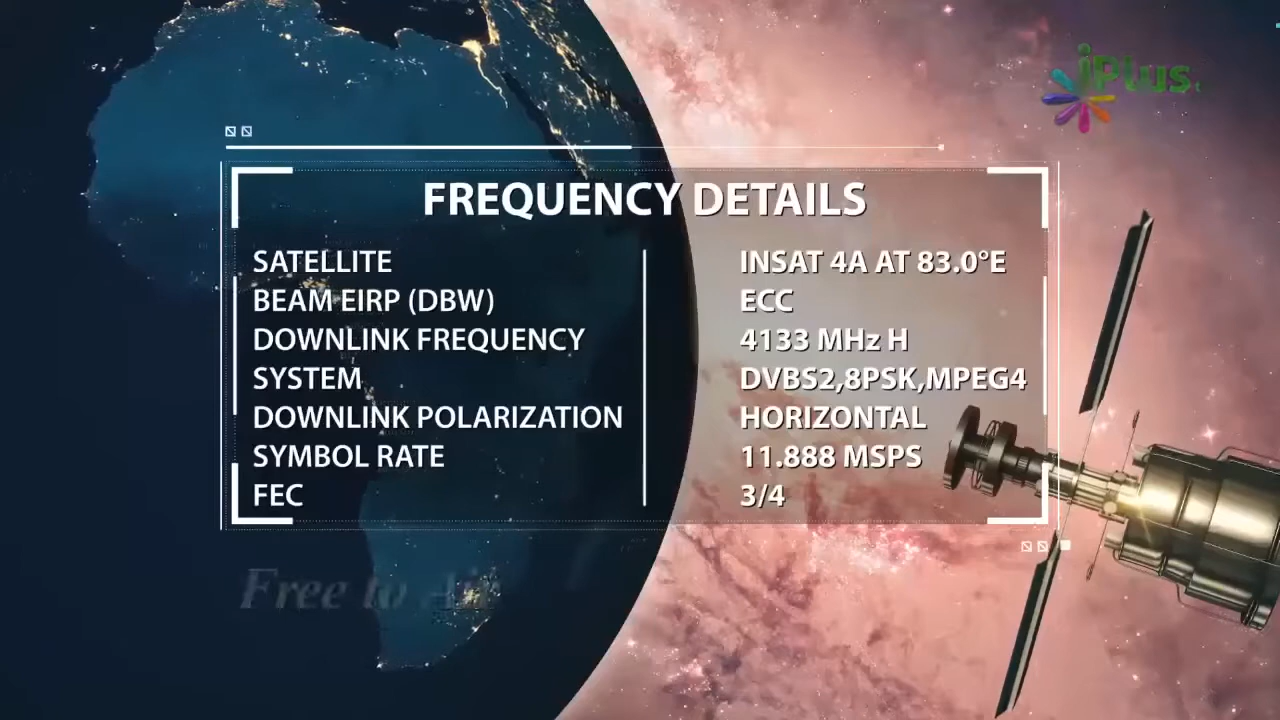 iPlus
FREQUENCY DETAILS
SATELLITE INSAT 4A AT 83.0°E
BEAM EIRP (DBW) ECC
DOWNLINK FREQUENCY 4133 MHz H
SYSTEM DVBS2,8PSK,MPEG4
DOWNLINK POLARIZATION HORIZONTAL
SYMBOL RATE 11.888 MSPS
FEC 3/4
Free to Air